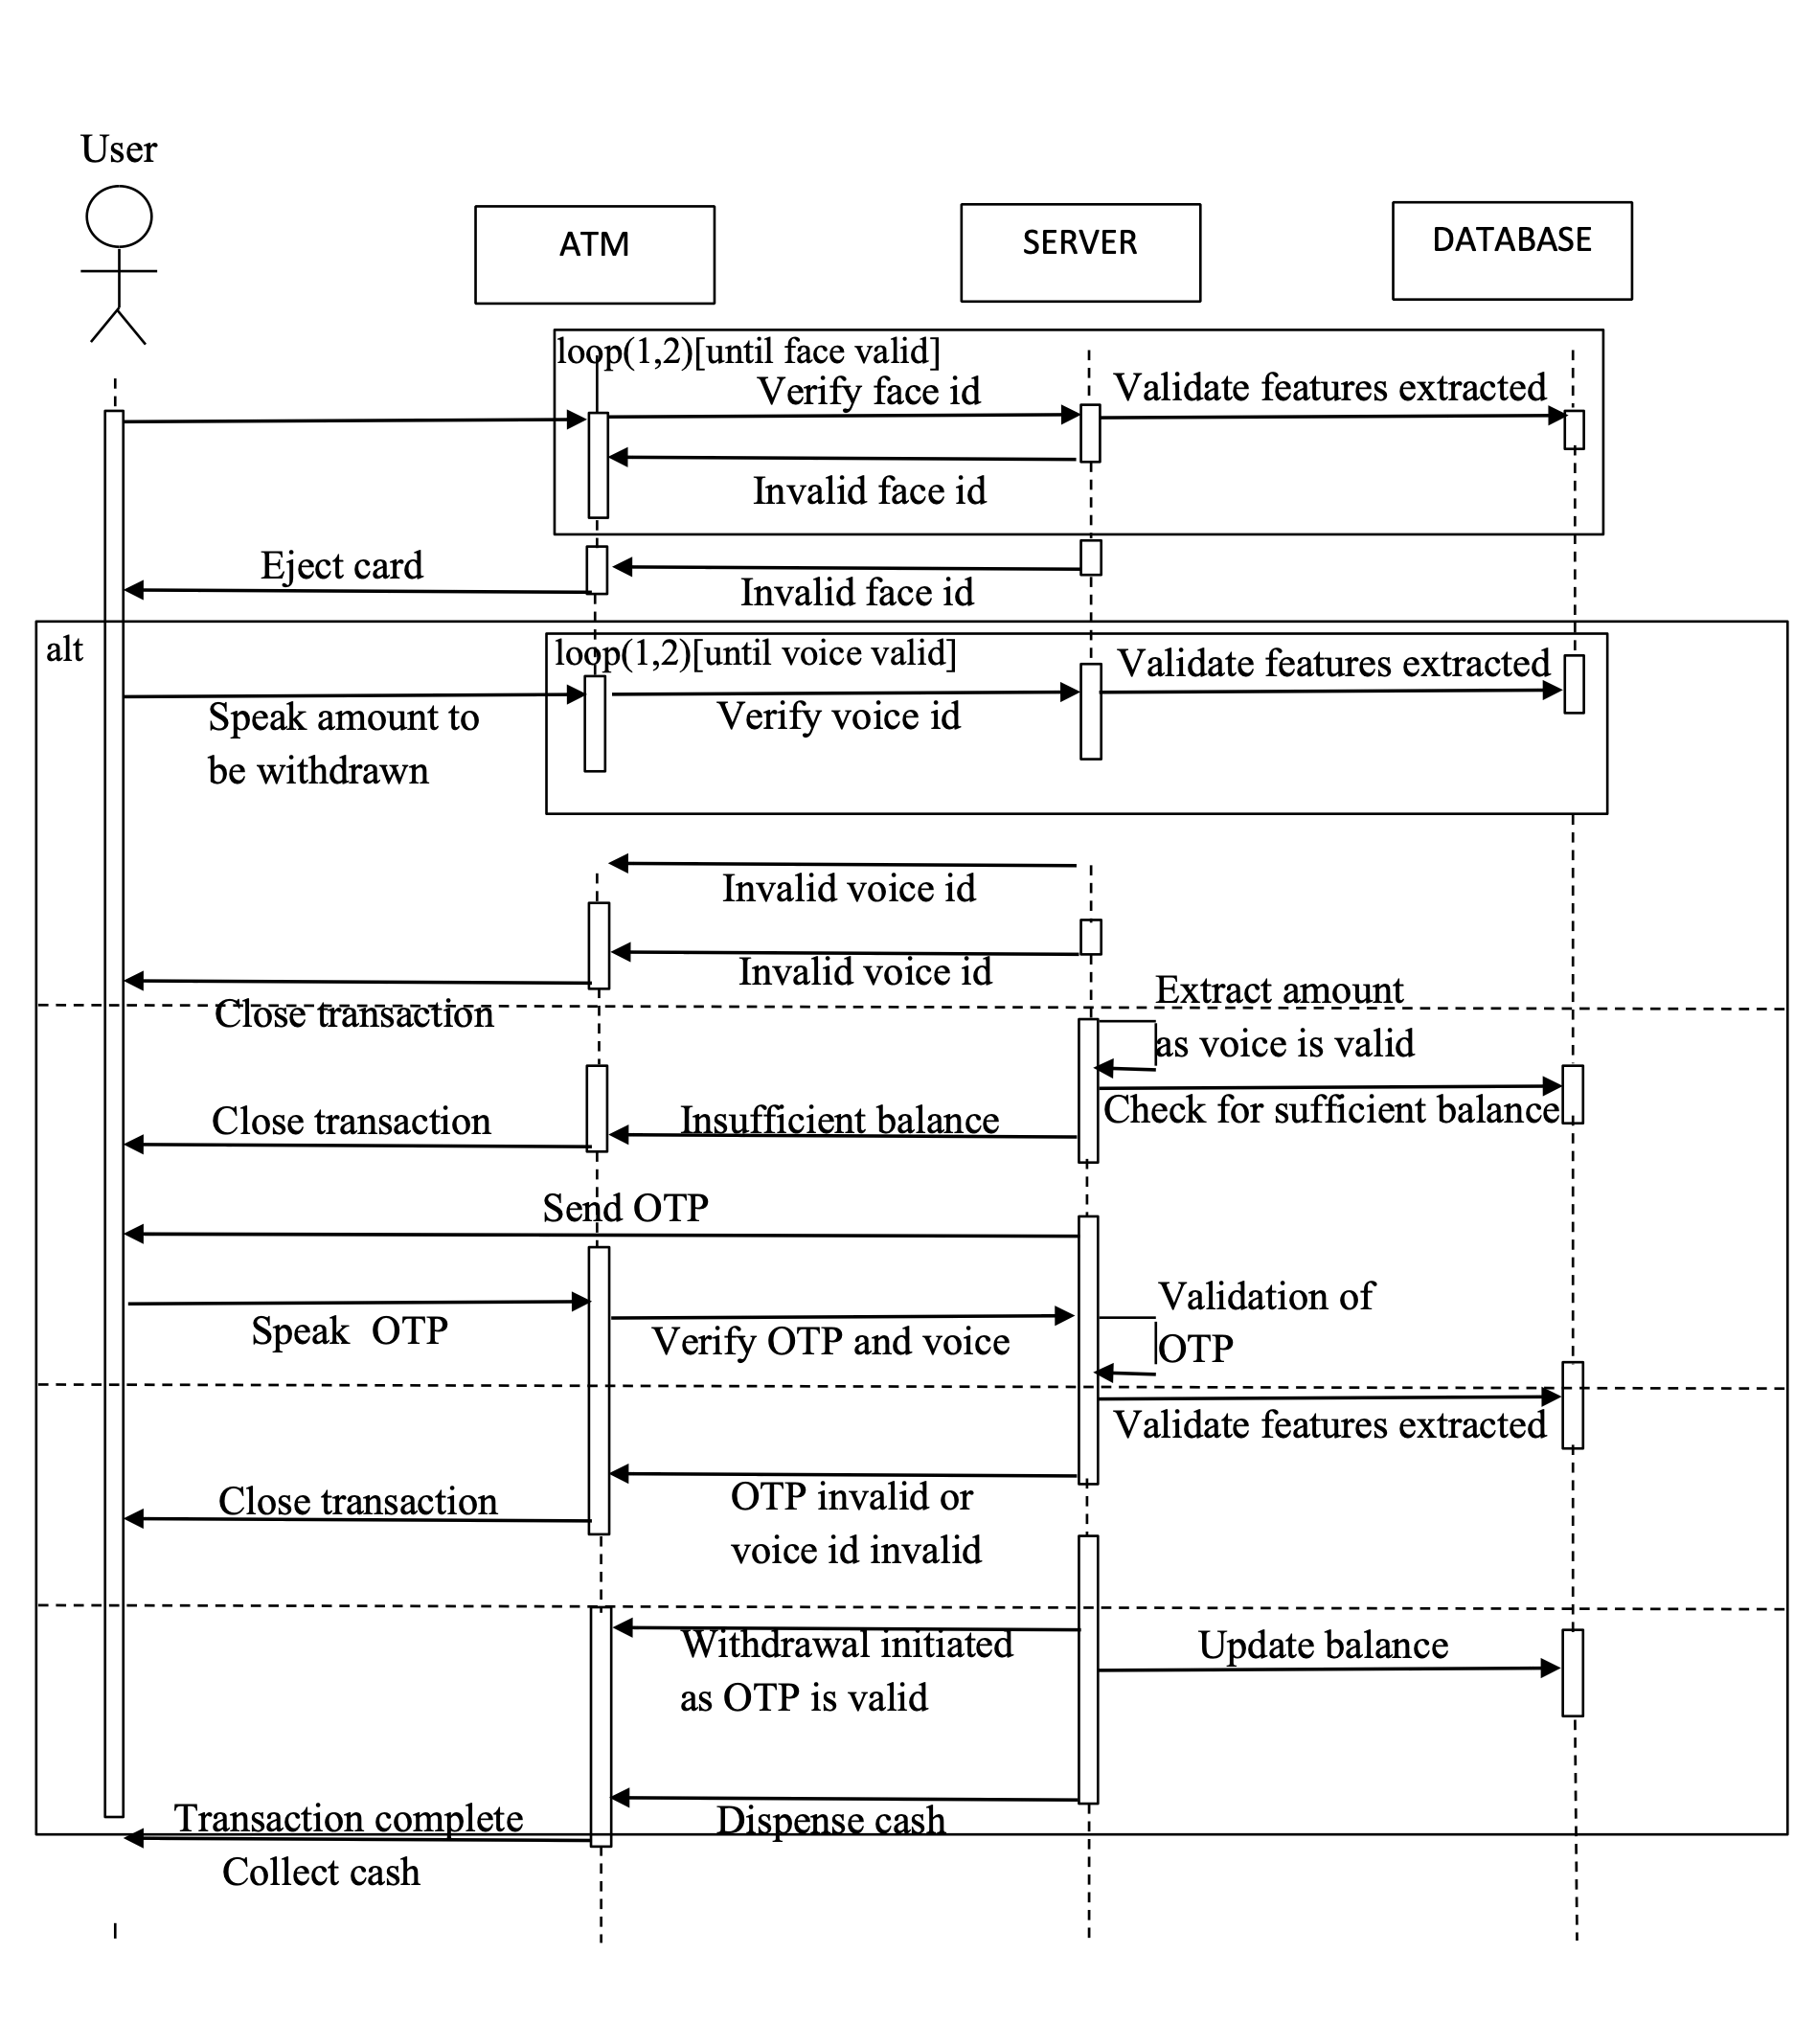 User
ATM
SERVER
DATABASE
loop(1,2)[until face valid]
Verify face id
Validate features extracted
Invalid face id
Eject card
Invalid face id
alt
loop(1,2)[until voice valid]
Validate features extracted
Speak amount to
be withdrawn
Verify voice id
Invalid voice id
Invalid voice id
Close transaction
Extract amount
as voice is valid
Close transaction
Insufficient balance
Check for sufficient balance
Send OTP
Speak OTP
Verify OTP and voice
Validation of
OTP
Validate features extracted
Close transaction
OTP invalid or
voice id invalid
Withdrawal initiated
as OTP is valid
Update balance
Transaction complete
Collect cash
Dispense cash